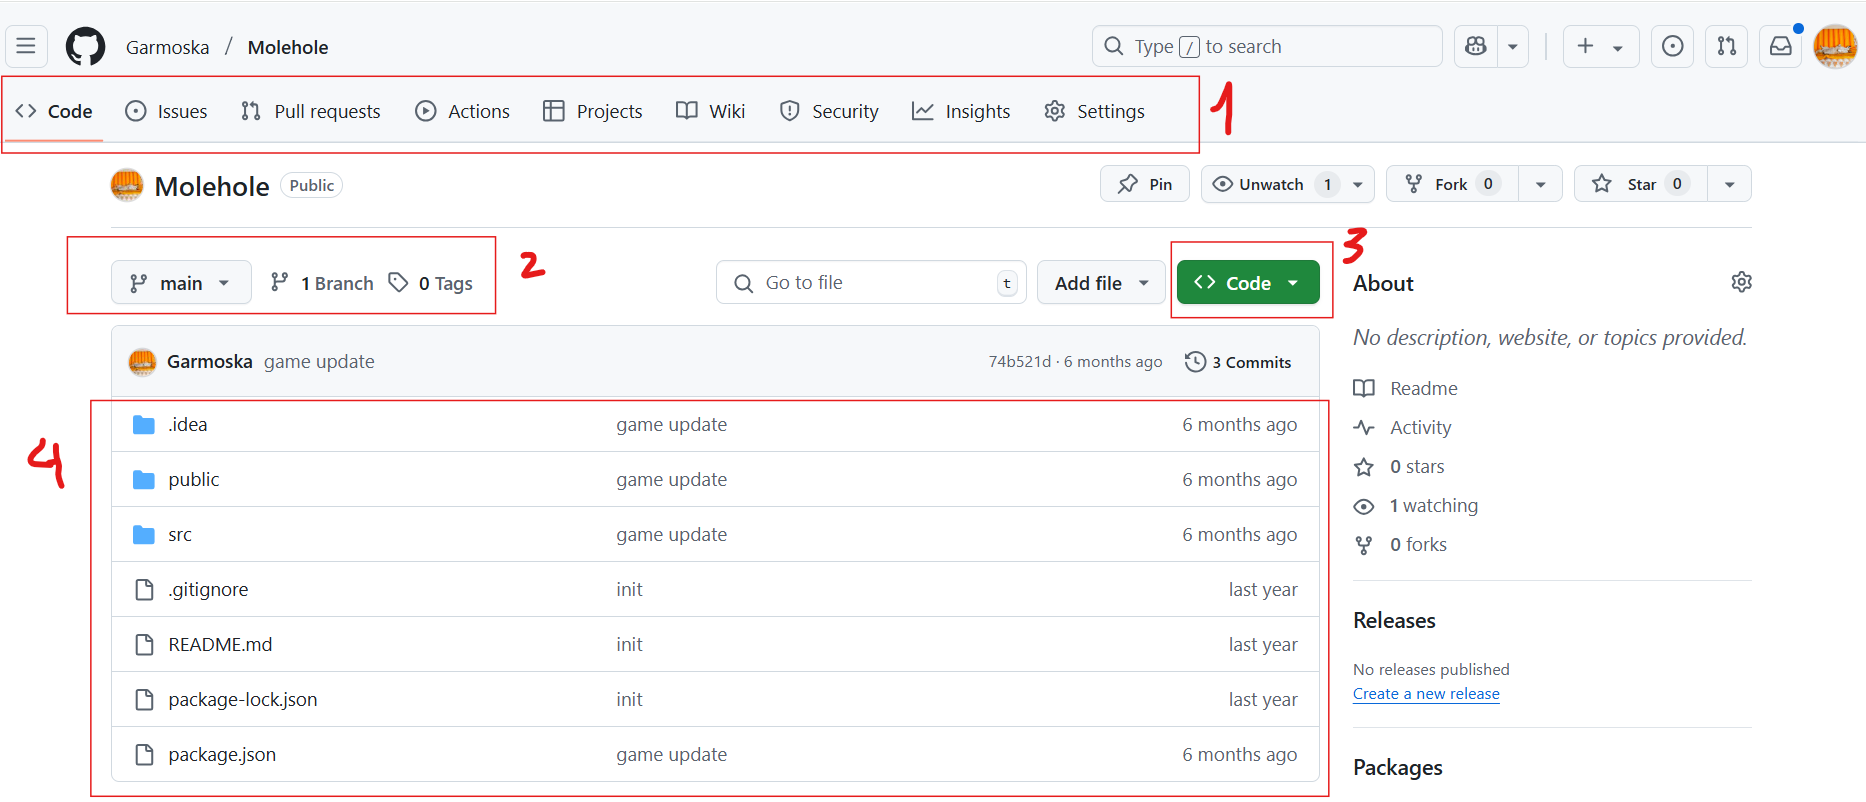 Garmoska / Molehole
Type / to search
Code Issues Pull requests Actions Projects Wiki Security Insights Settings
1
Molehole Public
Pin Unwatch 1 Fork 0 Star 0
main 1 Branch 0 Tags
2
Go to file t
Add file
Code
3
Garmoska game update 74b521d · 6 months ago 3 Commits
4
.idea game update 6 months ago
public game update 6 months ago
src game update 6 months ago
.gitignore init last year
README.md init last year
package-lock.json init last year
package.json game update 6 months ago
About
No description, website, or topics provided.
Readme
Activity
0 stars
1 watching
0 forks
Releases
No releases published
Create a new release
Packages